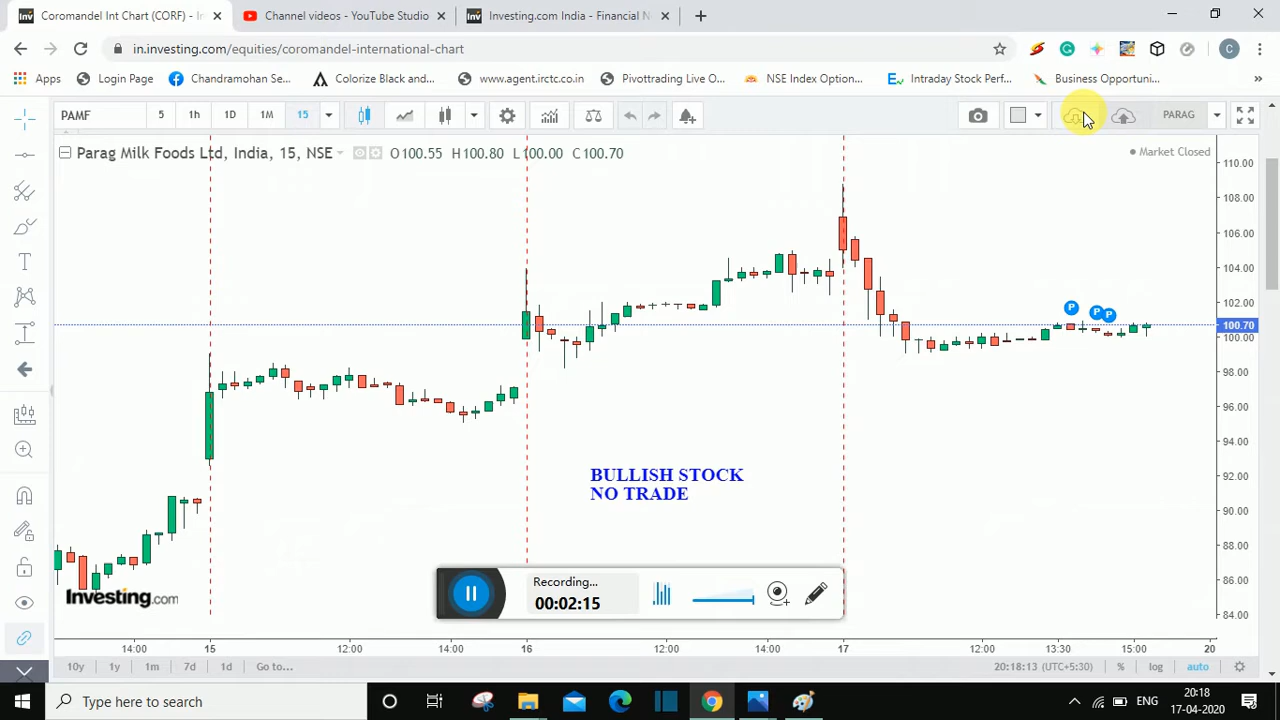 Coromandel Int Chart (CORF) - In
Channel videos - YouTube Studio
Investing.com India - Financial N
in.investing.com/equities/coromandel-international-chart
C
Apps
Login Page
Chandramohan Se...
Colorize Black and...
www.agent.irctc.co.in
Pivottrading Live O...
NSE Index Option...
Intraday Stock Perf...
Business Opportuni...
»
PAMF
5
1h
1D
1M
15
PARAG
Parag Milk Foods Ltd, India, 15, NSE
O100.55 H100.80 L100.00 C100.70
Market Closed
110.00
108.00
106.00
104.00
102.00
100.70
100.00
98.00
96.00
94.00
92.00
90.00
88.00
86.00
84.00
P
P
P
BULLISH STOCK
NO TRADE
Recording...
00:02:15
Investing.com
14:00
15
12:00
14:00
16
12:00
14:00
17
12:00
13:30
15:00
20
10y
1y
1m
7d
1d
Go to...
20:18:13 (UTC+5:30)
%
log
auto
Type here to search
ENG
20:18
17-04-2020